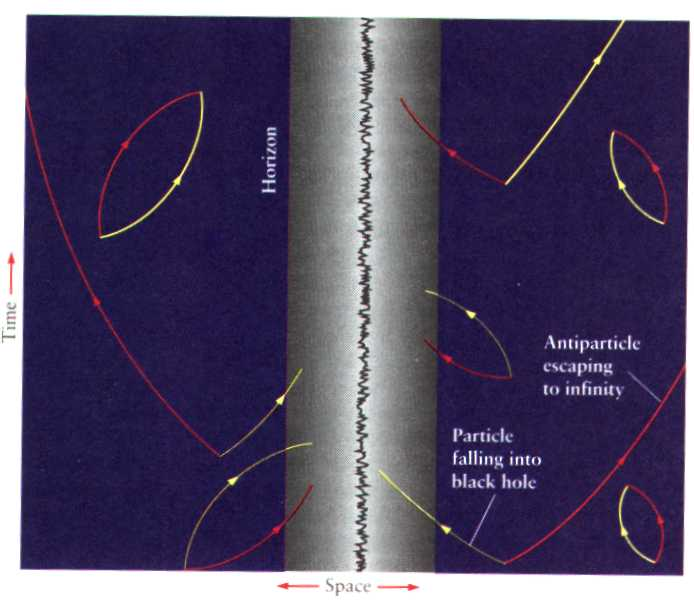 Horizon
Time
Antiparticle
escaping
to infinity
Particle
falling into
black hole
Space